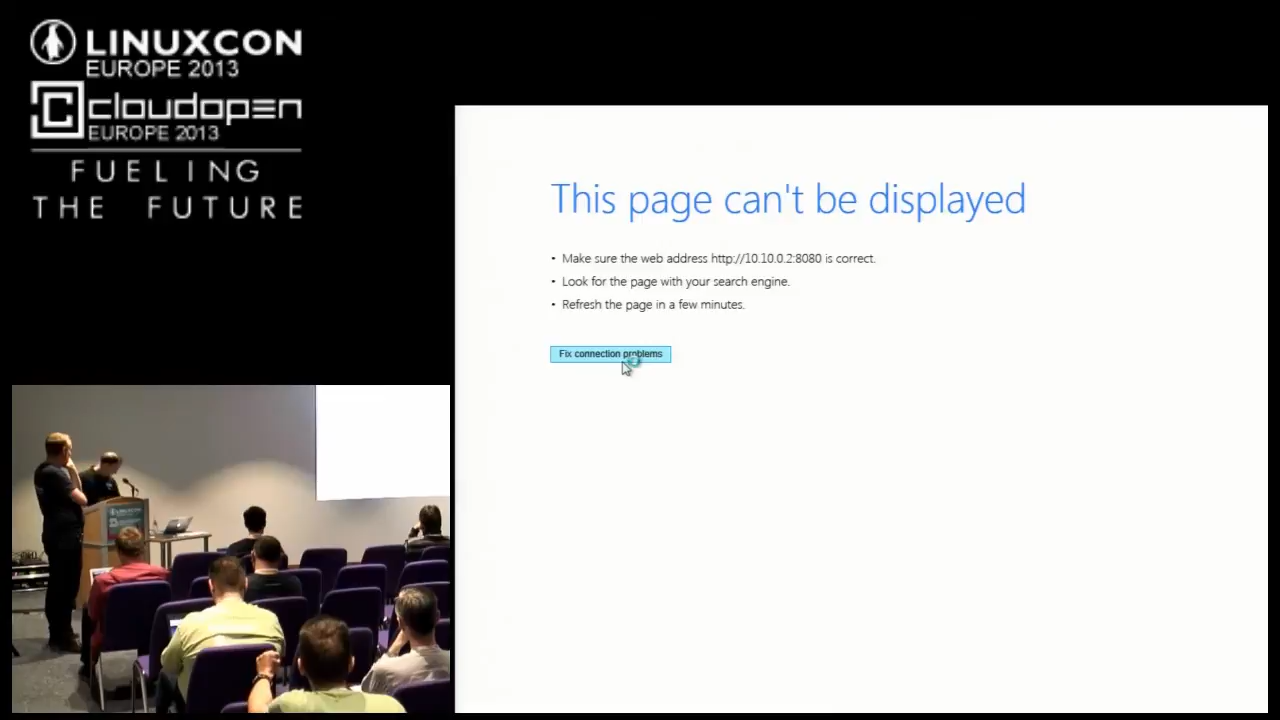 LINUXCON
EUROPE 2013
cloudopen
EUROPE 2013
FUELING
THE FUTURE
This page can't be displayed
• Make sure the web address http://10.10.0.2:8080 is correct.
• Look for the page with your search engine.
• Refresh the page in a few minutes.
Fix connection problems
LINUXCON